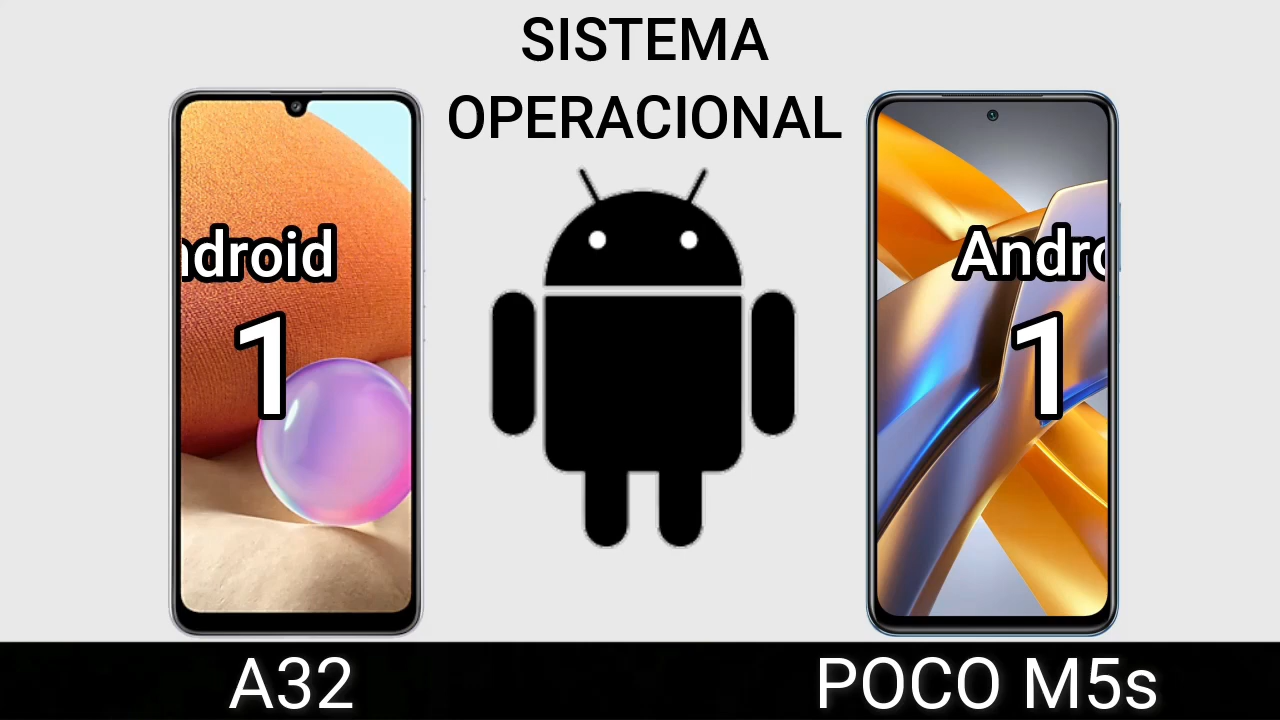 SISTEMA
OPERACIONAL
ndroid
1
Andro
1
A32
POCO M5s